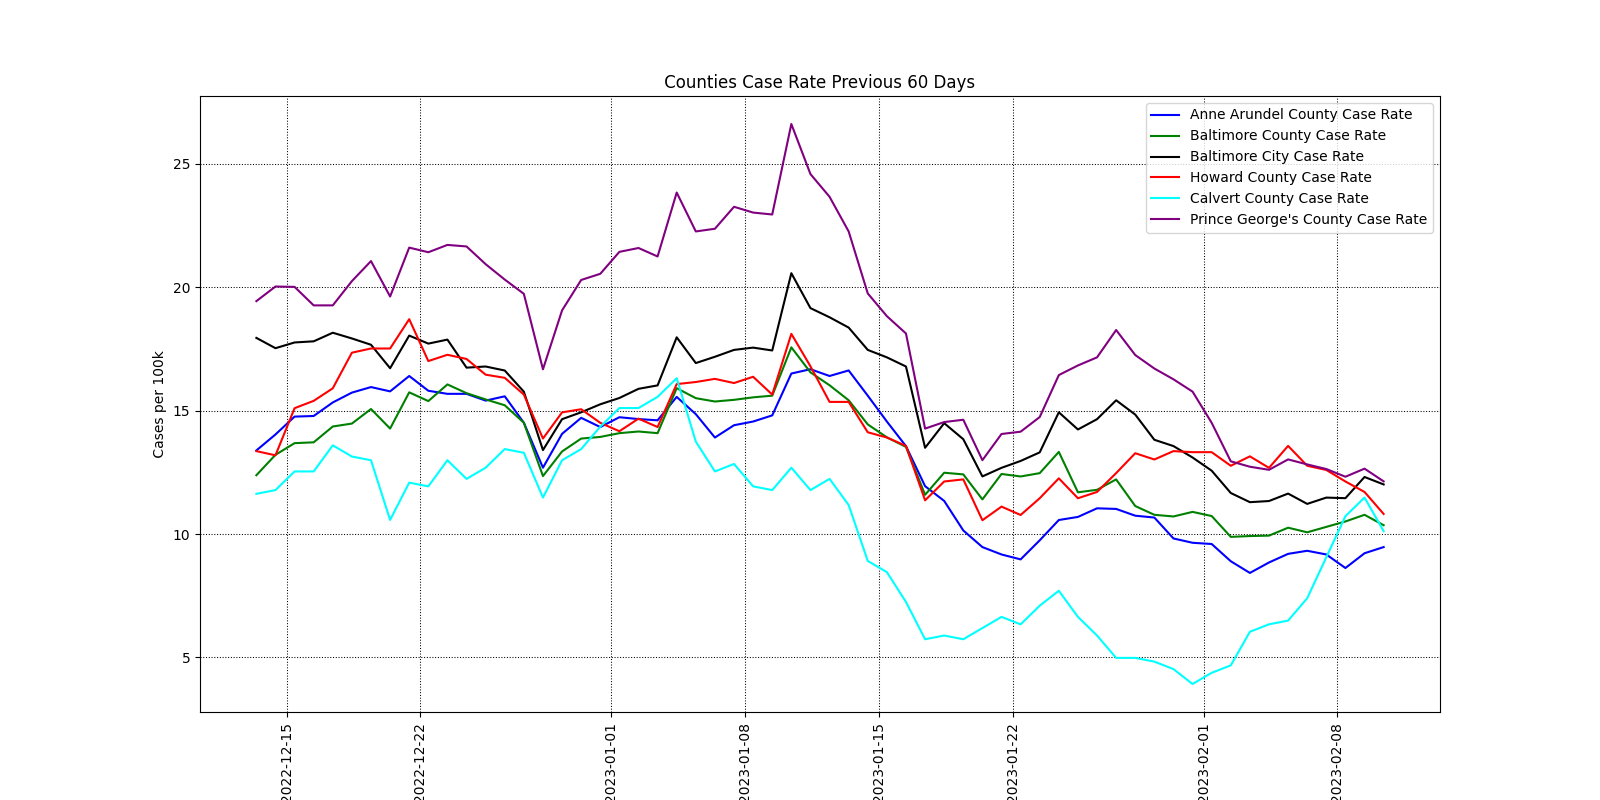 Counties Case Rate Previous 60 Days
Anne Arundel County Case Rate
Baltimore County Case Rate
Baltimore City Case Rate
Howard County Case Rate
Calvert County Case Rate
Prince George's County Case Rate
Cases per 100k
25
20
15
10
5
2022-12-15
2022-12-22
2023-01-01
2023-01-08
2023-01-15
2023-01-22
2023-02-01
2023-02-08